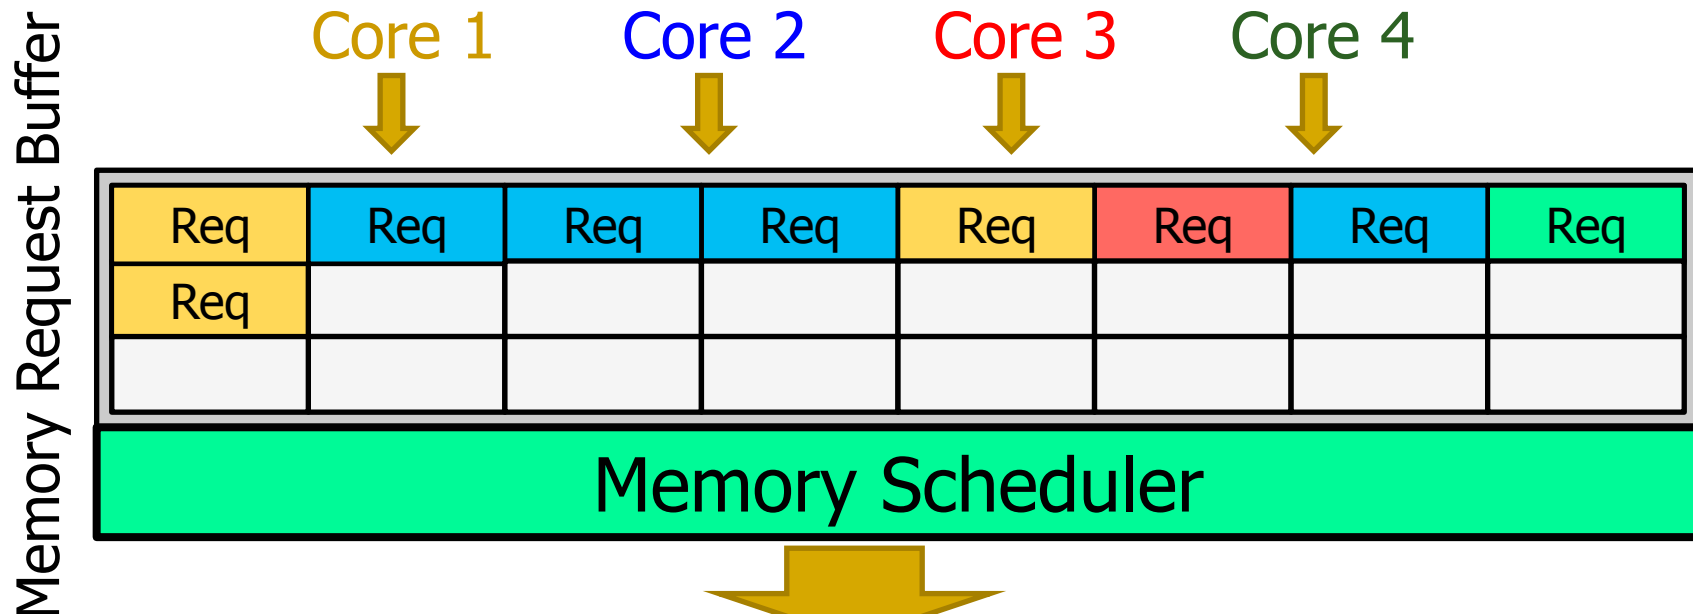 Memory Request Buffer
Core 1 Core 2 Core 3 Core 4
Req Req Req Req Req Req Req Req
Req
Memory Scheduler